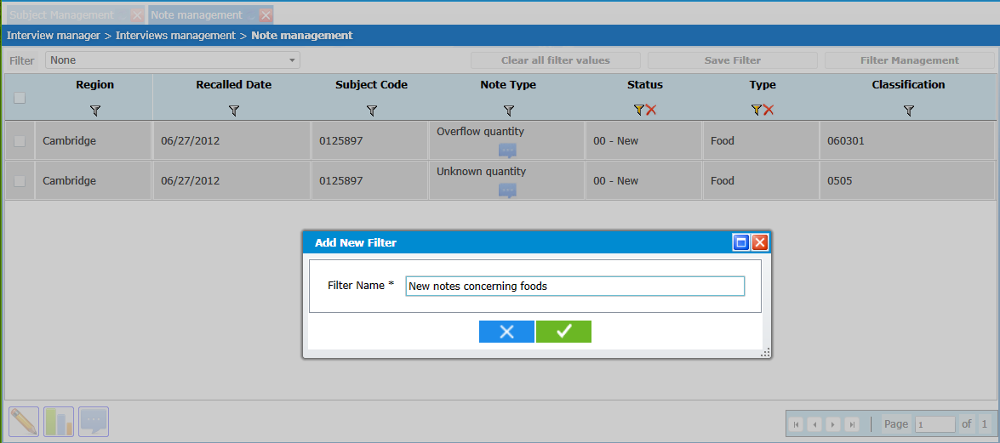 Subject Management ...
Note management ...
Interview manager > Interviews management > Note management
Filter None Clear all filter values Save Filter Filter Management
Region Recalled Date Subject Code Note Type Status Type Classification
Cambridge 06/27/2012 0125897 Overflow quantity 00 - New Food 060301
Cambridge 06/27/2012 0125897 Unknown quantity 00 - New Food 0505
Add New Filter
Filter Name * New notes concerning foods
Page 1 of 1